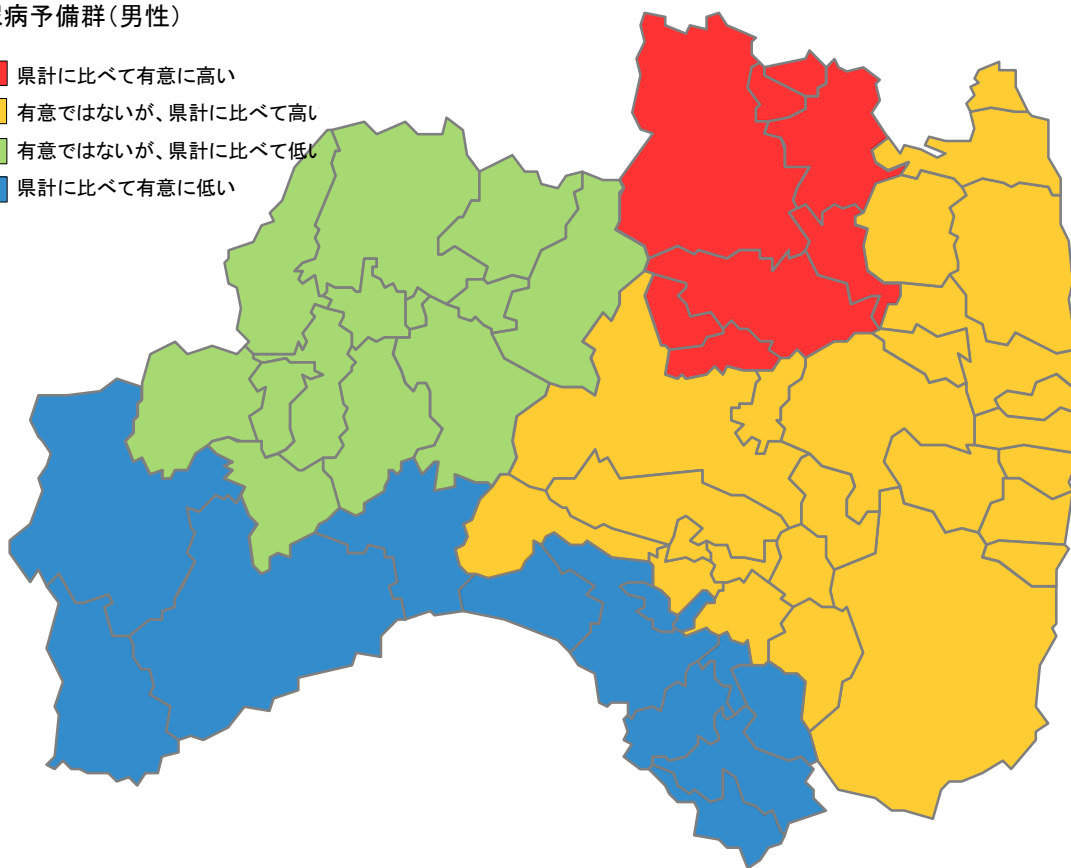 病予備群(男性)
県計に比べて有意に高い
有意ではないが、県計に比べて高い
有意ではないが、県計に比べて低い
県計に比べて有意に低い